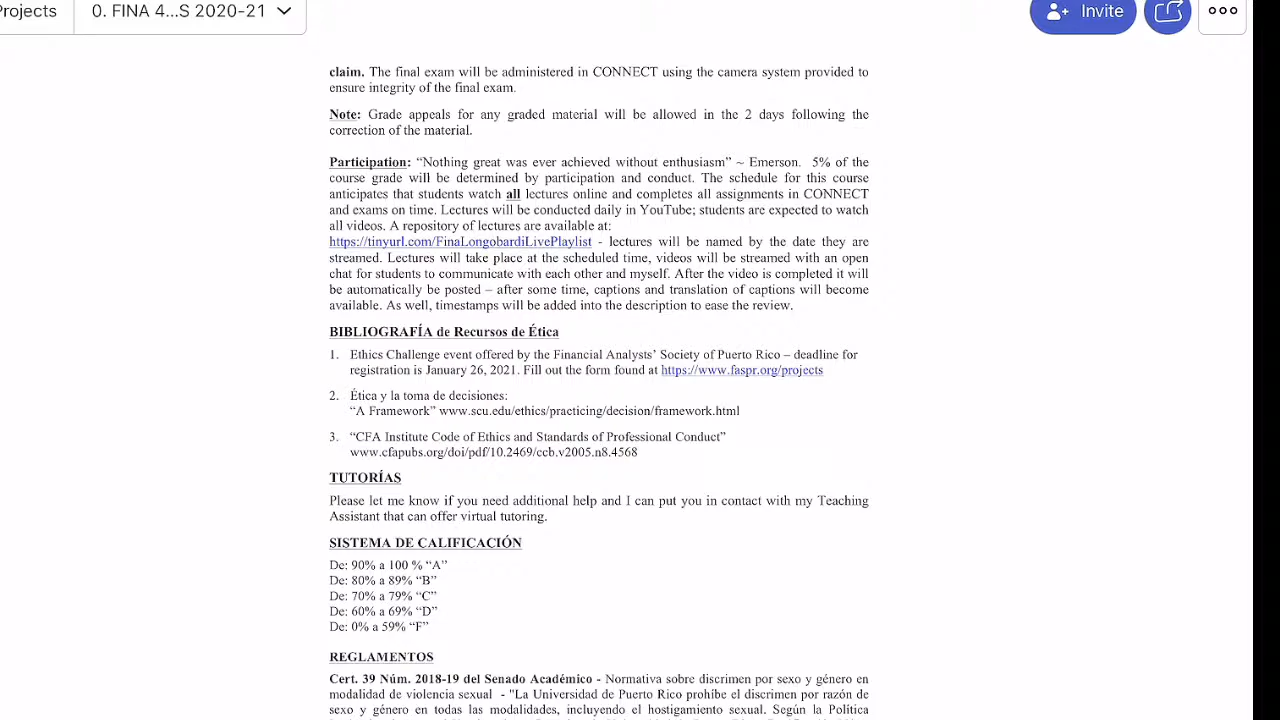 Projects
0. FINA 4...S 2020-21
Invite
claim. The final exam will be administered in CONNECT using the camera system provided to
ensure integrity of the final exam.
Note: Grade appeals for any graded material will be allowed in the 2 days following the
correction of the material.
Participation: “Nothing great was ever achieved without enthusiasm” ~ Emerson. 5% of the
course grade will be determined by participation and conduct. The schedule for this course
anticipates that students watch all lectures online and completes all assignments in CONNECT
and exams on time. Lectures will be conducted daily in YouTube; students are expected to watch
all videos. A repository of lectures are available at:
https://tinyurl.com/FinaLongobardiLivePlaylist - lectures will be named by the date they are
streamed. Lectures will take place at the scheduled time, videos will be streamed with an open
chat for students to communicate with each other and myself. After the video is completed it will
be automatically be posted – after some time, captions and translation of captions will become
available. As well, timestamps will be added into the description to ease the review.
BIBLIOGRAFÍA de Recursos de Ética
1. Ethics Challenge event offered by the Financial Analysts’ Society of Puerto Rico – deadline for
registration is January 26, 2021. Fill out the form found at https://www.faspr.org/projects
2. Ética y la toma de decisiones:
“A Framework” www.scu.edu/ethics/practicing/decision/framework.html
3. “CFA Institute Code of Ethics and Standards of Professional Conduct”
www.cfapubs.org/doi/pdf/10.2469/ccb.v2005.n8.4568
TUTORÍAS
Please let me know if you need additional help and I can put you in contact with my Teaching
Assistant that can offer virtual tutoring.
SISTEMA DE CALIFICACIÓN
De: 90% a 100 % “A”
De: 80% a 89% “B”
De: 70% a 79% “C”
De: 60% a 69% “D”
De: 0% a 59% “F”
REGLAMENTOS
Cert. 39 Núm. 2018-19 del Senado Académico - Normativa sobre discrimen por sexo y género en
modalidad de violencia sexual - "La Universidad de Puerto Rico prohíbe el discrimen por razón de
sexo y género en todas las modalidades, incluyendo el hostigamiento sexual. Según la Política